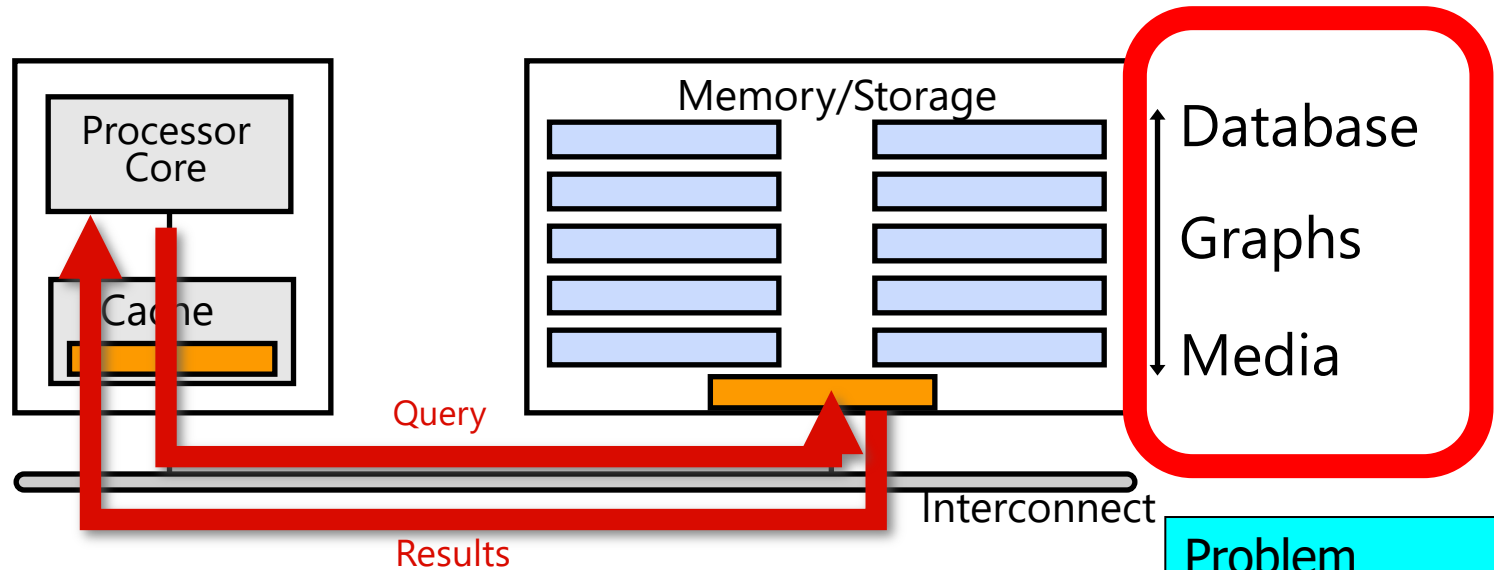 Processor
Core
Cache
Memory/Storage
Database
Graphs
Media
Query
Interconnect
Results
Problem